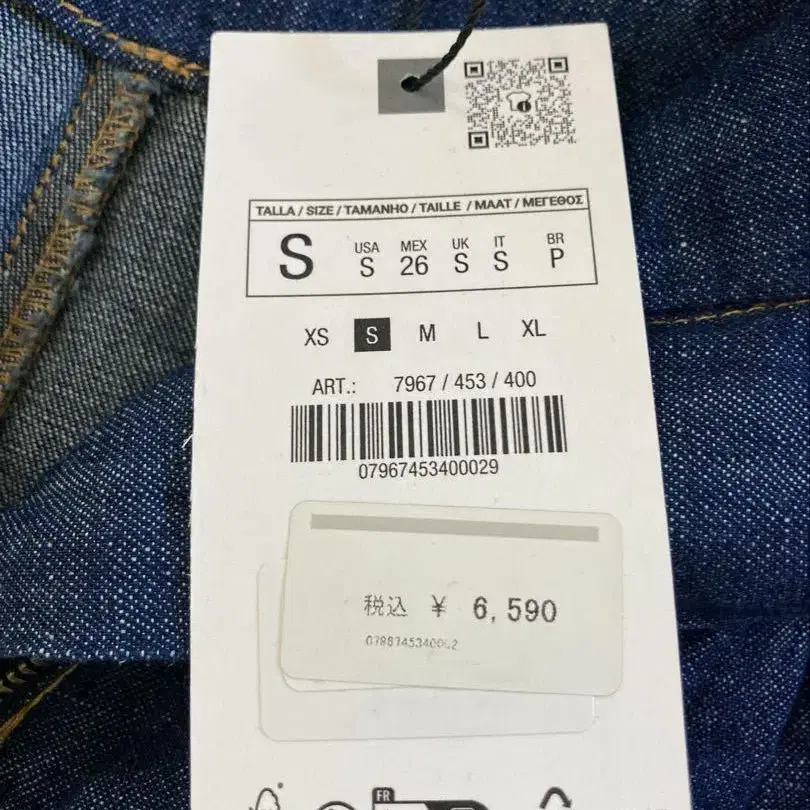 TALLA / SIZE / TAMANHO / TAILLE / MAAT / ΜΕΓΕΘΟΣ
S USA S MEX 26 UK S IT S BR P
XS S M L XL
ART.: 7967 / 453 / 400
07967453400029
税込 ¥ 6,590
FR